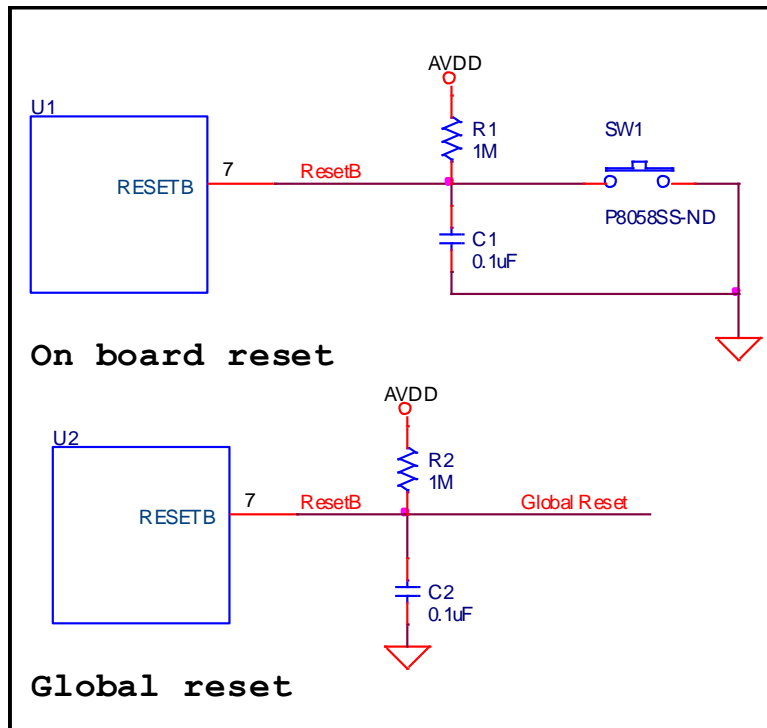 AVDD
U1
R1
1M
SW1
7
ResetB
RESETB
P8058SS-ND
C1
0.1uF
On board reset
AVDD
U2
R2
1M
7
ResetB
Global Reset
RESETB
C2
0.1uF
Global reset